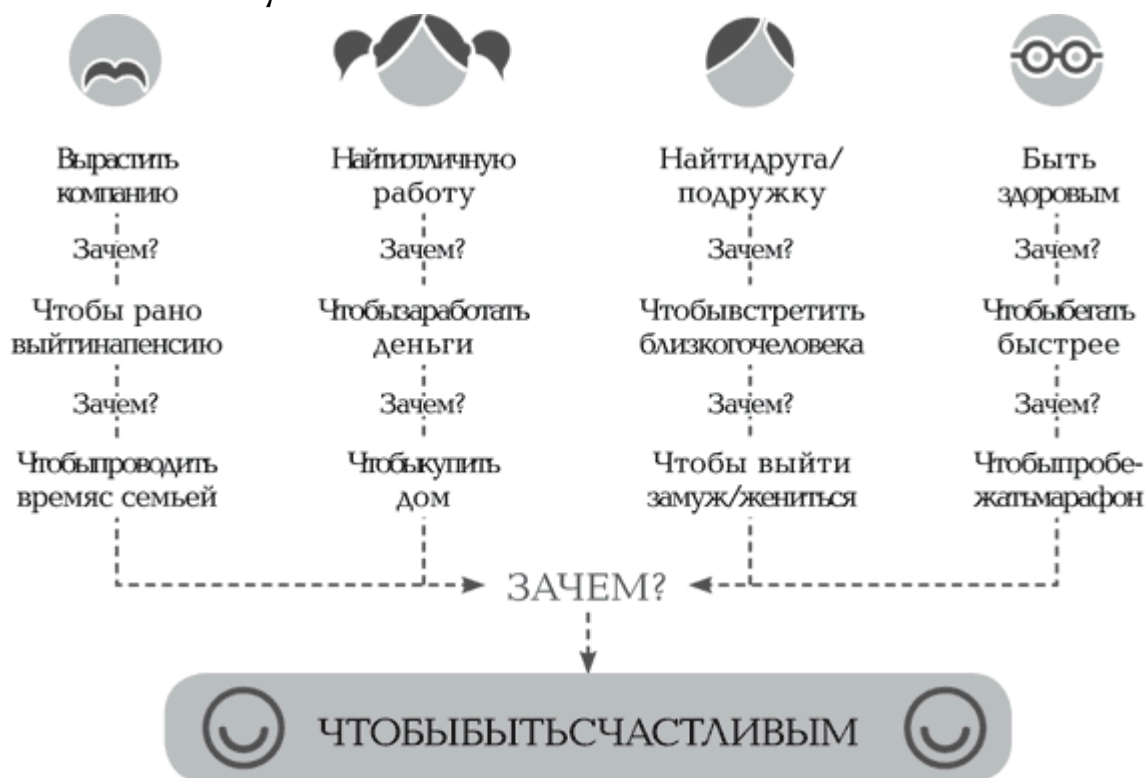 Вырастить
компанию
Зачем?
Чтобы рано
выйтинапенсию
Зачем?
Чтобыпроводить
времяс семьей
Найтиотличную
работу
Зачем?
Чтобызаработать
деньги
Зачем?
Чтобыкупить
дом
Найтидруга/
подружку
Зачем?
Чтобывстретить
близкогочеловека
Зачем?
Чтобы выйти
замуж/жениться
Быть
здоровым
Зачем?
Чтобыбегать
быстрее
Зачем?
Чтобыпробе-
жатьмарафон
ЗАЧЕМ?
ЧТОБЫБЫТЬСЧАСТЛИВЫМ